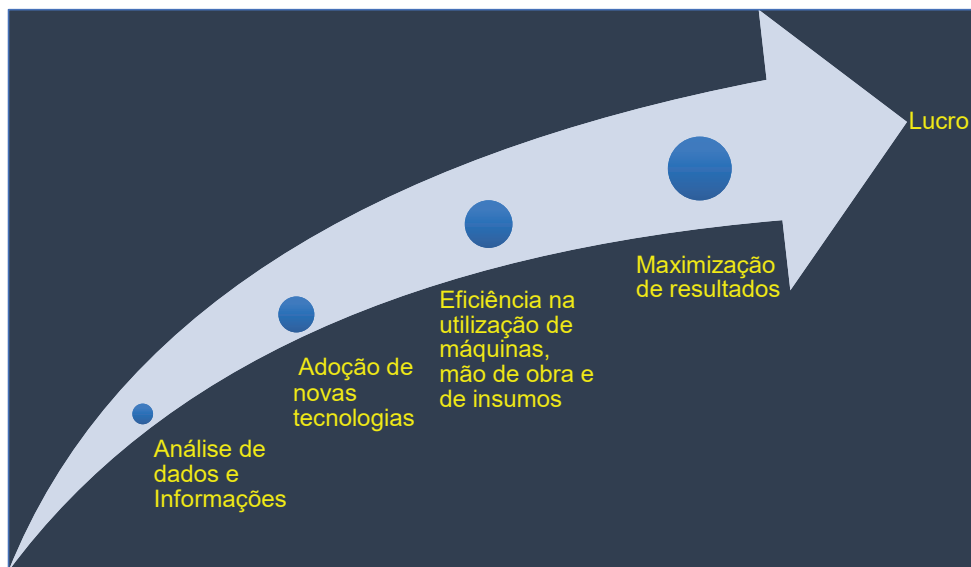 Análise de
dados e
Informações
Adoção de
novas
tecnologias
Eficiência na
utilização de
máquinas,
mão de obra e
de insumos
Maximização
de resultados
Lucro